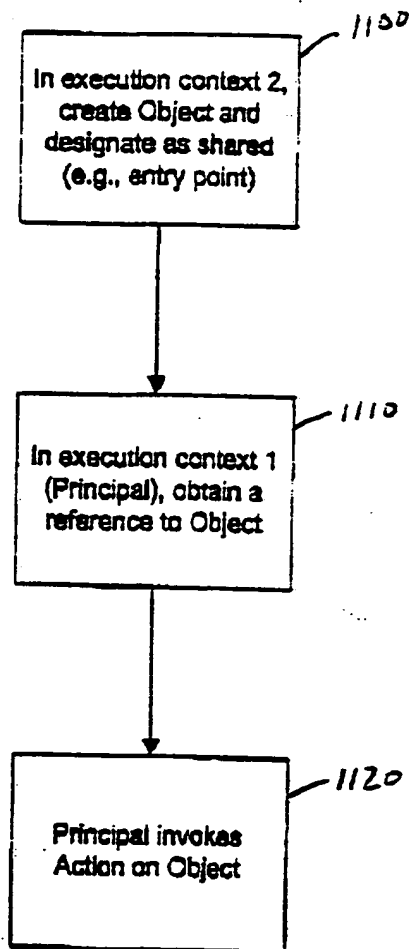 1100
In execution context 2,
create Object and
designate as shared
(e.g., entry point)
1110
In execution context 1
(Principal), obtain a
reference to Object
1120
Principal invokes
Action on Object